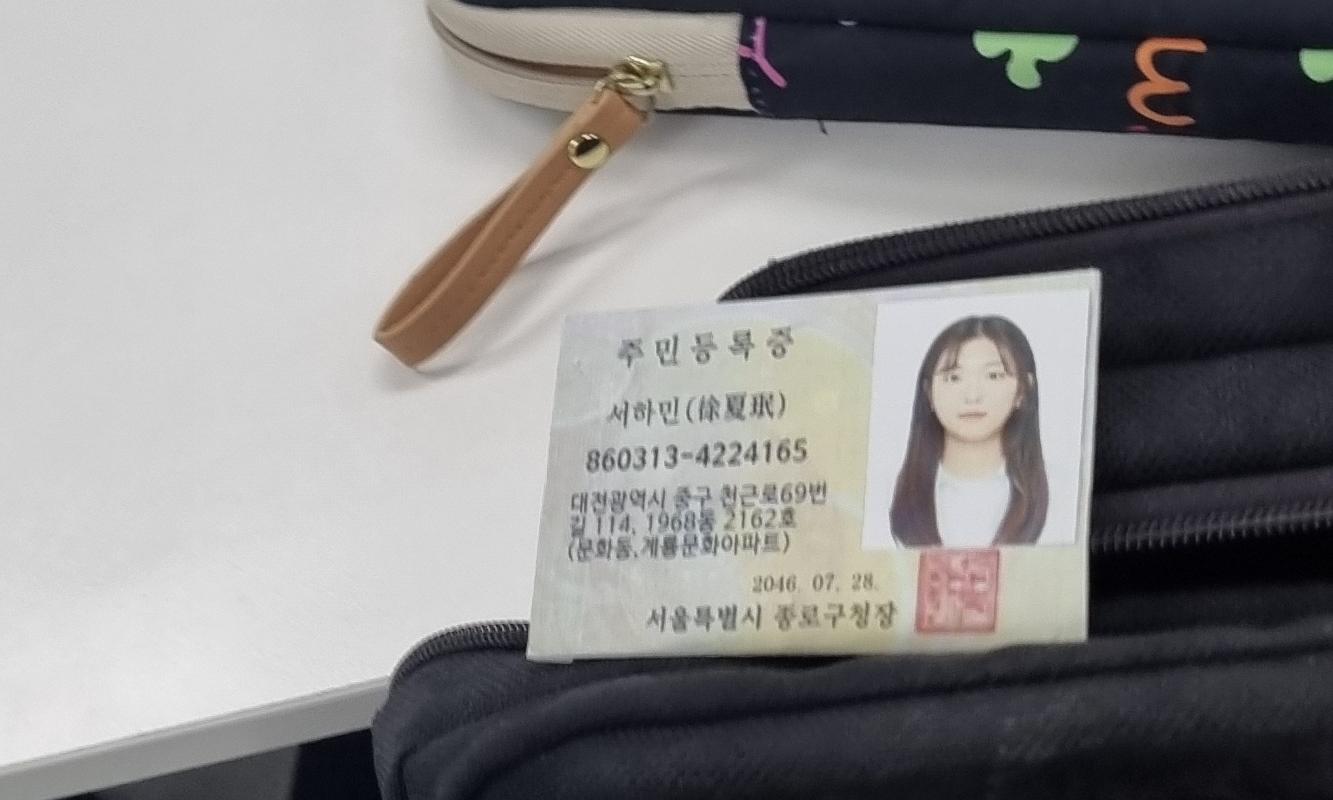 주민등록증
서하민(徐夏珉)
860313-4224165
대전광역시 중구 천근로69번
길 114, 1968동 2162호
(문화동,계룡문화아파트)
2046. 07. 28.
서울특별시 종로구청장